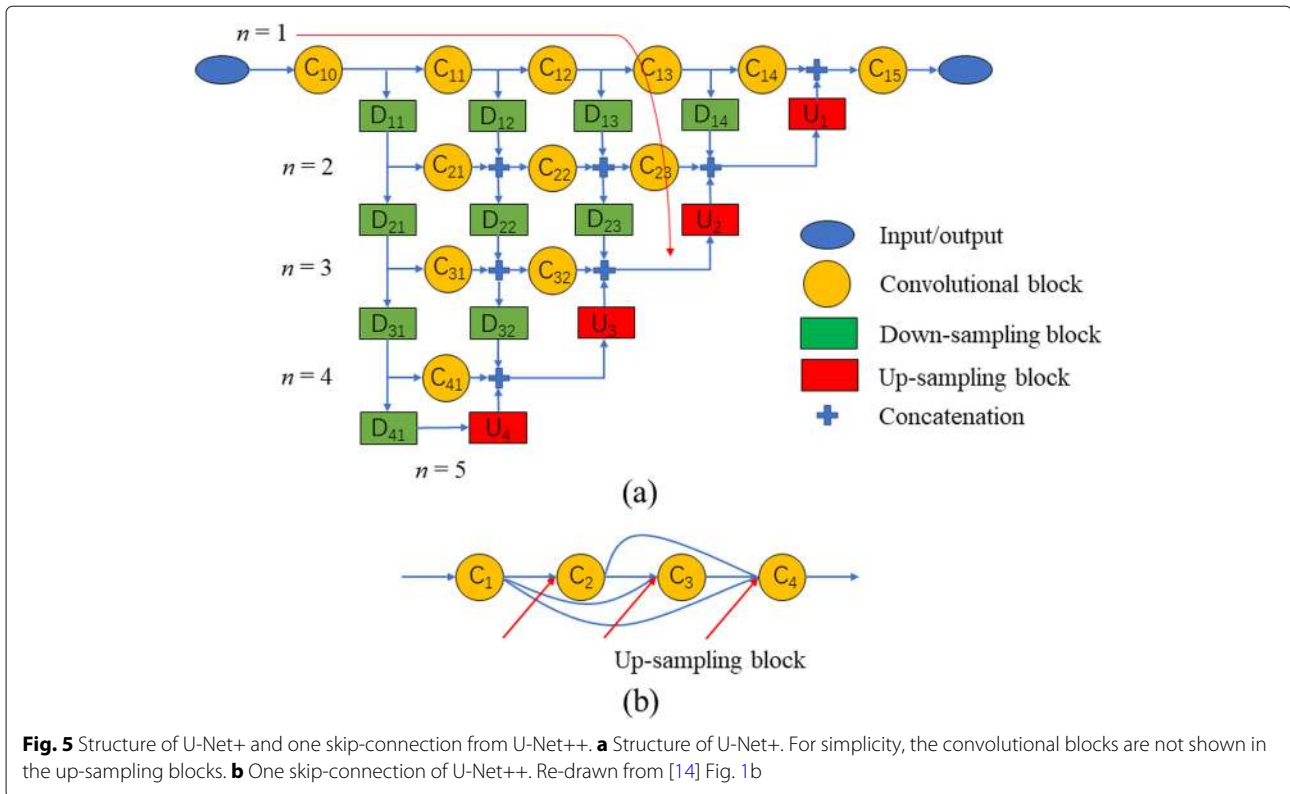 n = 1
C10 C11 C12 C13 C14 C15
D11 D12 D13 D14 U1
n = 2
C21 C22 C23
D21 D22 D23 U2
n = 3
C31 C32
D31 D32 U3
n = 4
C41
D41 U4
n = 5
Input/output
Convolutional block
Down-sampling block
Up-sampling block
Concatenation
(a)
C1 C2 C3 C4
Up-sampling block
(b)
Fig. 5 Structure of U-Net+ and one skip-connection from U-Net++. a Structure of U-Net+. For simplicity, the convolutional blocks are not shown in
the up-sampling blocks. b One skip-connection of U-Net++. Re-drawn from [14] Fig. 1b